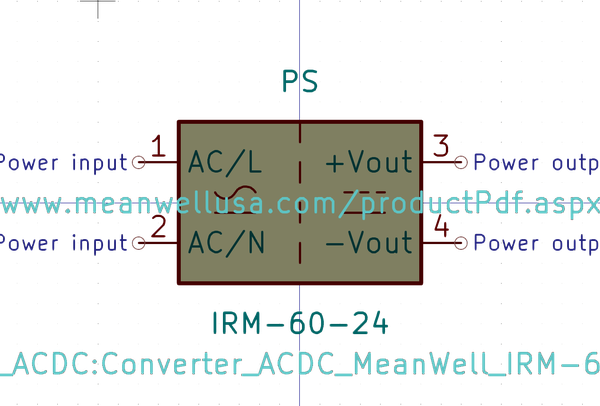 PS
1 3
Power input AC/L +Vout Power outp
www.meanwellusa.com/productPdf.aspx
2 4
Power input AC/N −Vout Power outp
IRM−60−24
_ACDC:Converter_ACDC_MeanWell_IRM−6